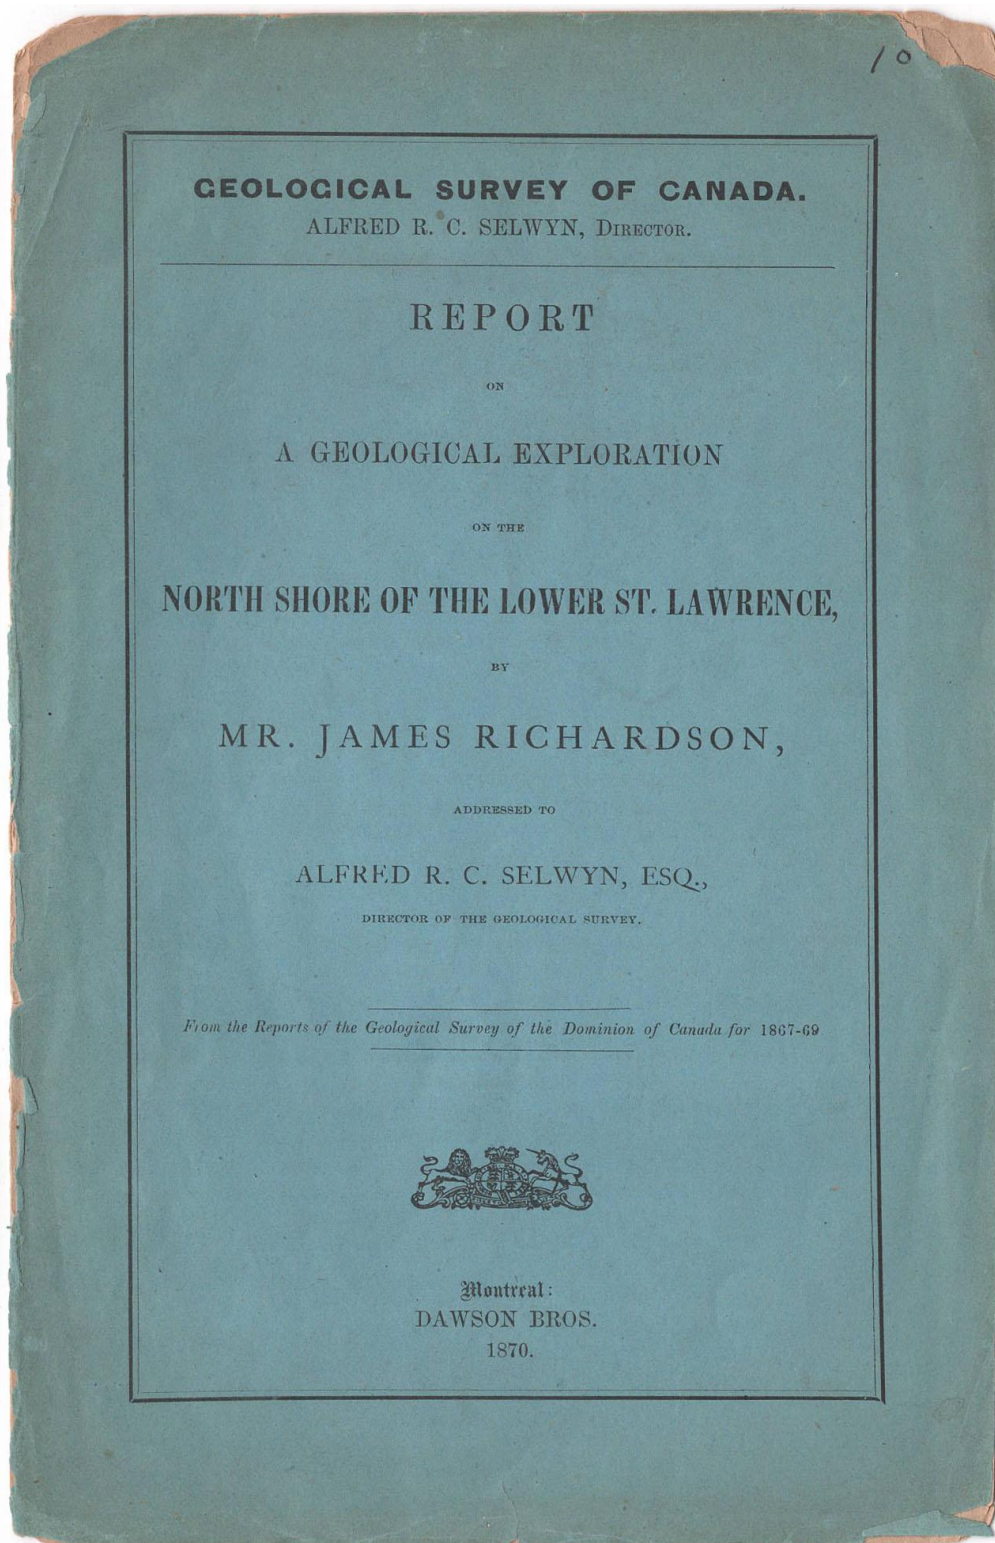 10
GEOLOGICAL SURVEY OF CANADA.
ALFRED R. C. SELWYN, DIRECTOR.
REPORT
ON
A GEOLOGICAL EXPLORATION
ON THE
NORTH SHORE OF THE LOWER ST. LAWRENCE,
BY
MR. JAMES RICHARDSON,
ADDRESSED TO
ALFRED R. C. SELWYN, ESQ.,
DIRECTOR OF THE GEOLOGICAL SURVEY.
From the Reports of the Geological Survey of the Dominion of Canada for 1867-69
Montreal:
DAWSON BROS.
1870.